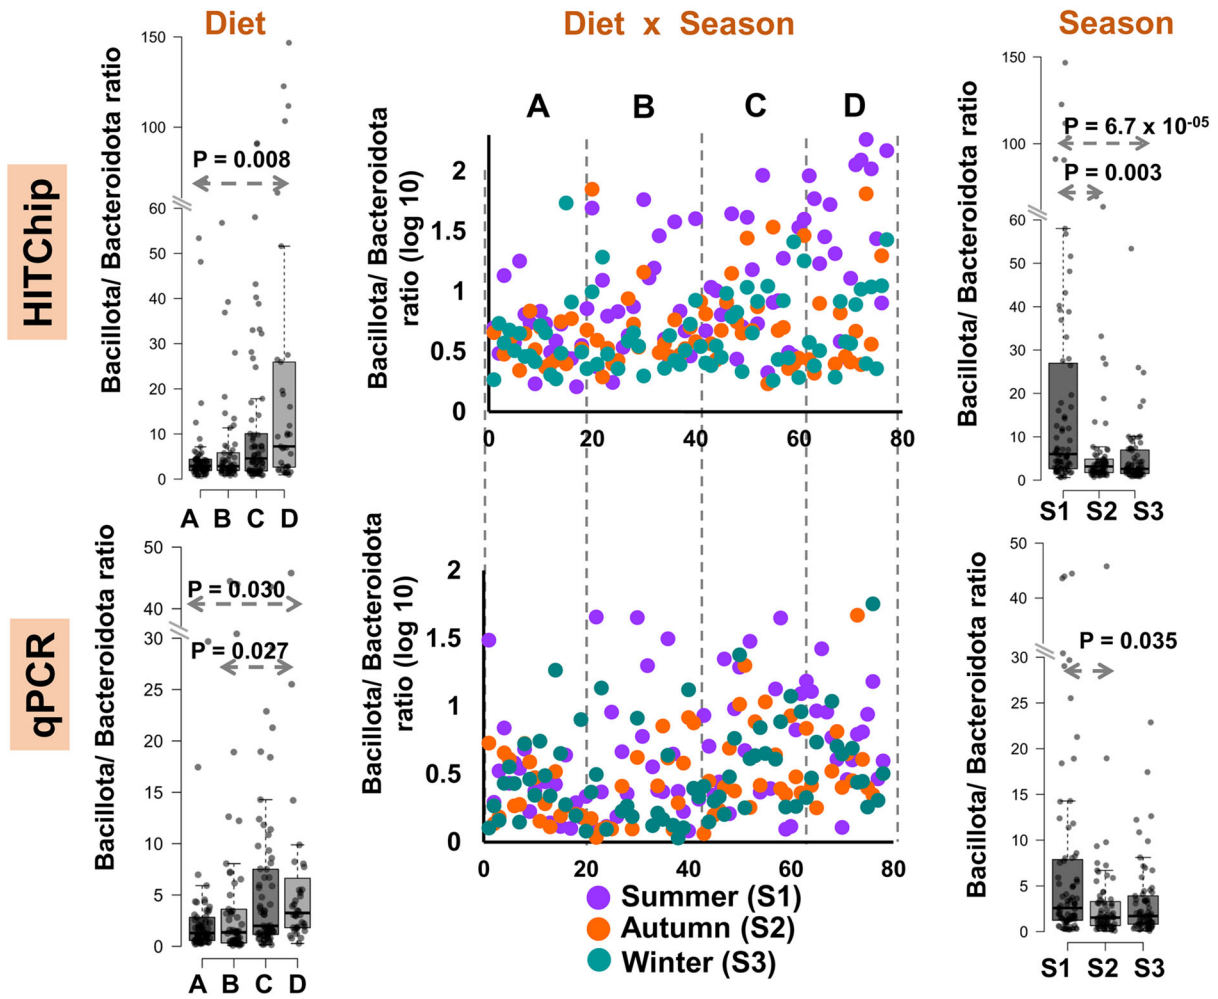 Diet
Diet x Season
Season
HITChip
Bacillota/ Bacteroidota ratio
150
100
60
50
40
30
20
10
0
P = 0.008
A B C D
Bacillota/ Bacteroidota
ratio (log 10)
A B C D
2
1.5
1
0.5
0
0 20 40 60 80
Bacillota/ Bacteroidota ratio
150
100
60
50
40
30
20
10
0
P = 6.7 x 10-05
P = 0.003
S1 S2 S3
qPCR
Bacillota/ Bacteroidota ratio
50
40
30
25
20
15
10
5
0
P = 0.030
P = 0.027
A B C D
Bacillota/ Bacteroidota
ratio (log 10)
2
1.5
1
0.5
0
0 20 40 60 80
Summer (S1)
Autumn (S2)
Winter (S3)
Bacillota/ Bacteroidota ratio
50
40
30
25
20
15
10
5
0
P = 0.035
S1 S2 S3